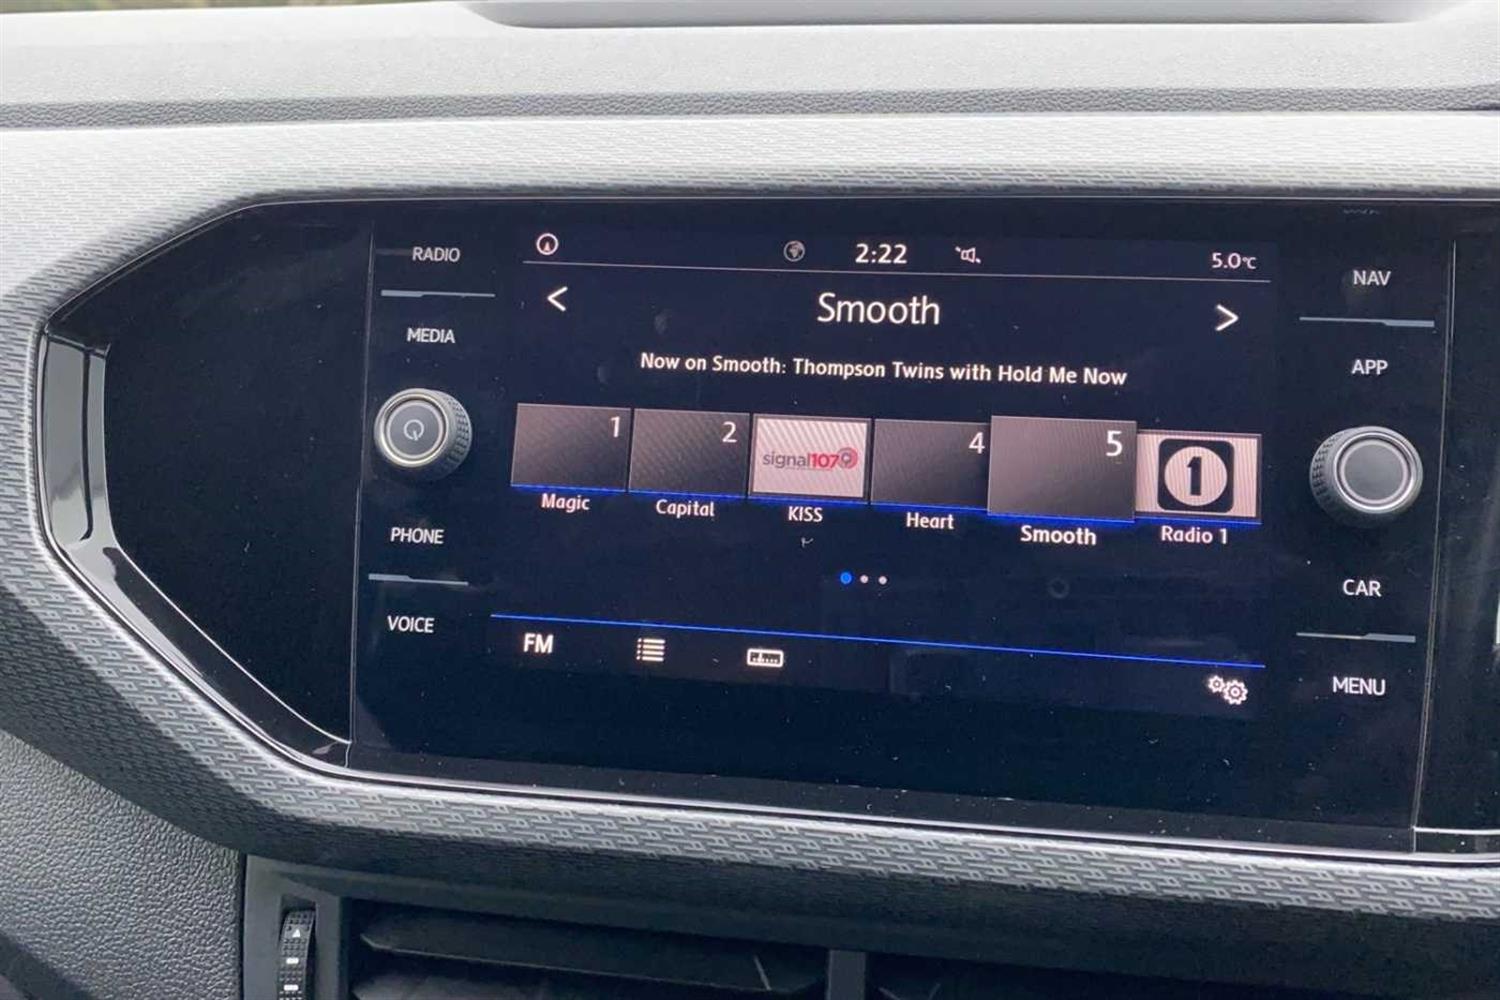 RADIO
MEDIA
PHONE
VOICE
2:22
5.0°C
< Smooth >
Now on Smooth: Thompson Twins with Hold Me Now
1 2 signal107 4 5 1
Magic Capital KISS Heart Smooth Radio 1
FM
NAV
APP
CAR
MENU